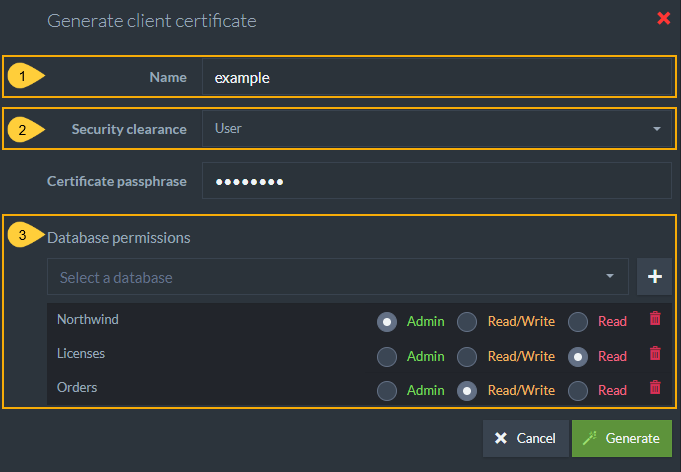 Generate client certificate
1 Name example
2 Security clearance User
Certificate passphrase ••••••••
3 Database permissions
Select a database
Northwind Admin Read/Write Read
Licenses Admin Read/Write Read
Orders Admin Read/Write Read
Cancel Generate